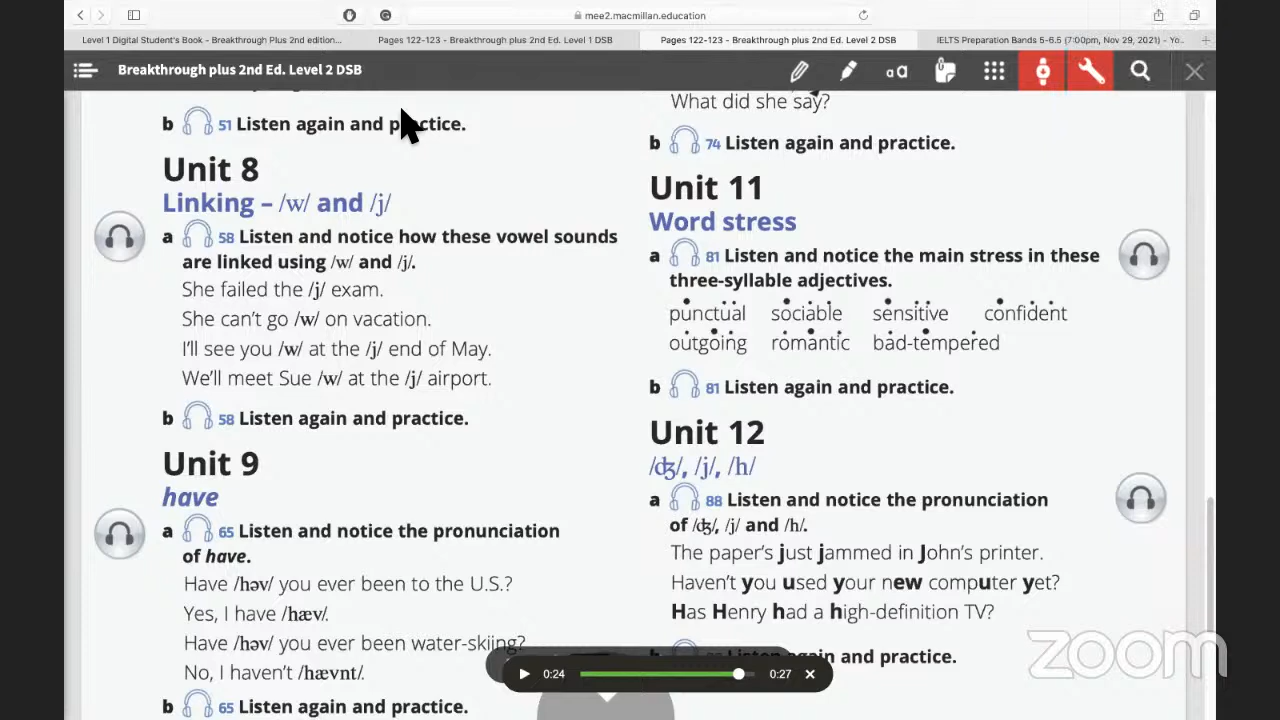 mee2.macmillan.education
Level 1 Digital Student's Book - Breakthrough Plus 2nd edition...
Pages 122-123 - Breakthrough plus 2nd Ed. Level 1 DSB
Pages 122-123 - Breakthrough plus 2nd Ed. Level 2 DSB
IELTS Preparation Bands 5-6.5 (7:00pm, Nov 29, 2021) - Yo...
Breakthrough plus 2nd Ed. Level 2 DSB
aa
b 51 Listen again and practice.
Unit 8
Linking – /w/ and /j/
a 58 Listen and notice how these vowel sounds
are linked using /w/ and /j/.
She failed the /j/ exam.
She can't go /w/ on vacation.
I'll see you /w/ at the /j/ end of May.
We'll meet Sue /w/ at the /j/ airport.
b 58 Listen again and practice.
Unit 9
have
a 65 Listen and notice the pronunciation
of have.
Have /həv/ you ever been to the U.S.?
Yes, I have /hæv/.
Have /həv/ you ever been water-skiing?
No, I haven't /hævnt/.
b 65 Listen again and practice.
What did she say?
b 74 Listen again and practice.
Unit 11
Word stress
a 81 Listen and notice the main stress in these
three-syllable adjectives.
punctual sociable sensitive confident
outgoing romantic bad-tempered
b 81 Listen again and practice.
Unit 12
/ʤ/, /j/, /h/
a 88 Listen and notice the pronunciation
of /ʤ/, /j/ and /h/.
The paper's just jammed in John's printer.
Haven't you used your new computer yet?
Has Henry had a high-definition TV?
b Listen again and practice.
0:24 0:27
zoom